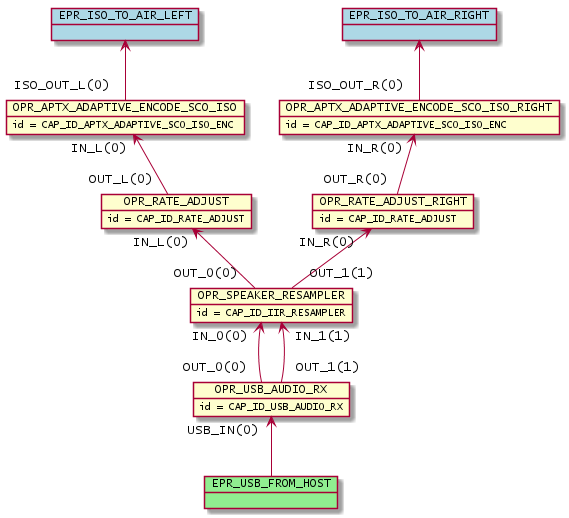 EPR_ISO_TO_AIR_LEFT
EPR_ISO_TO_AIR_RIGHT
ISO_OUT_L(0)
ISO_OUT_R(0)
OPR_APTX_ADAPTIVE_ENCODE_SCO_ISO
id = CAP_ID_APTX_ADAPTIVE_SCO_ISO_ENC
OPR_APTX_ADAPTIVE_ENCODE_SCO_ISO_RIGHT
id = CAP_ID_APTX_ADAPTIVE_SCO_ISO_ENC
IN_L(0)
IN_R(0)
OUT_L(0)
OUT_R(0)
OPR_RATE_ADJUST
id = CAP_ID_RATE_ADJUST
OPR_RATE_ADJUST_RIGHT
id = CAP_ID_RATE_ADJUST
IN_L(0)
IN_R(0)
OUT_0(0)
OUT_1(1)
OPR_SPEAKER_RESAMPLER
id = CAP_ID_IIR_RESAMPLER
IN_0(0)
IN_1(1)
OUT_0(0)
OUT_1(1)
OPR_USB_AUDIO_RX
id = CAP_ID_USB_AUDIO_RX
USB_IN(0)
EPR_USB_FROM_HOST